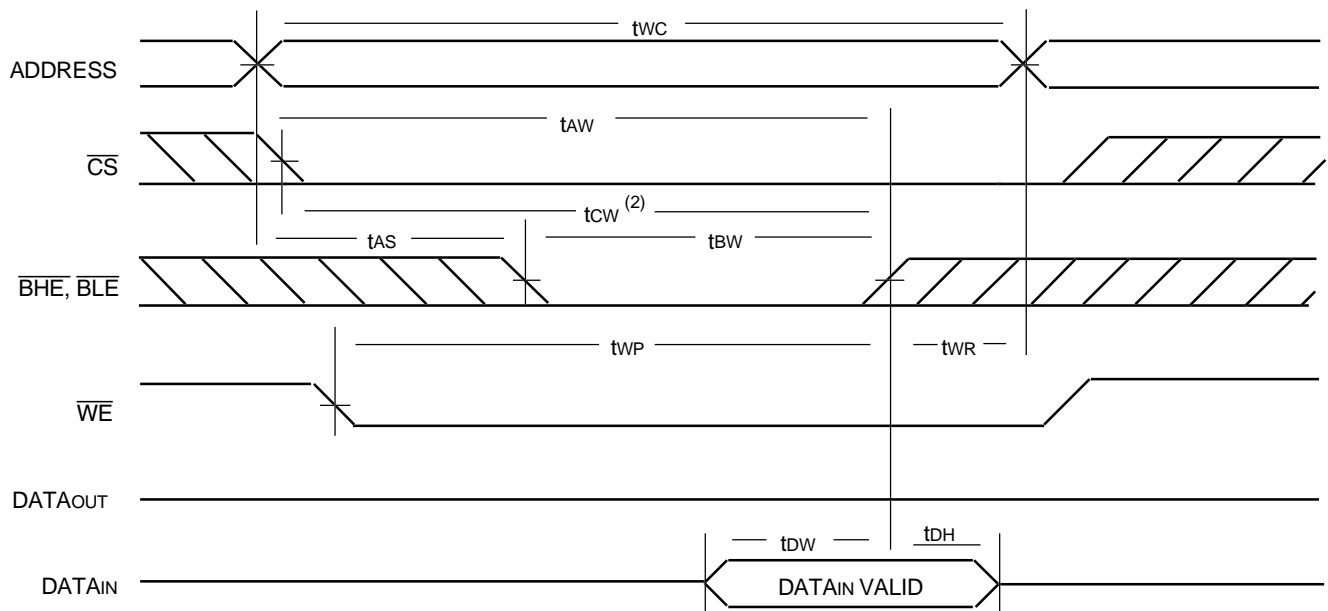 tWC
ADDRESS
tAW
CS
tCW (2)
tAS
tBW
BHE, BLE
tWP
tWR
WE
DATAOUT
tDW
tDH
DATAIN
DATAIN VALID